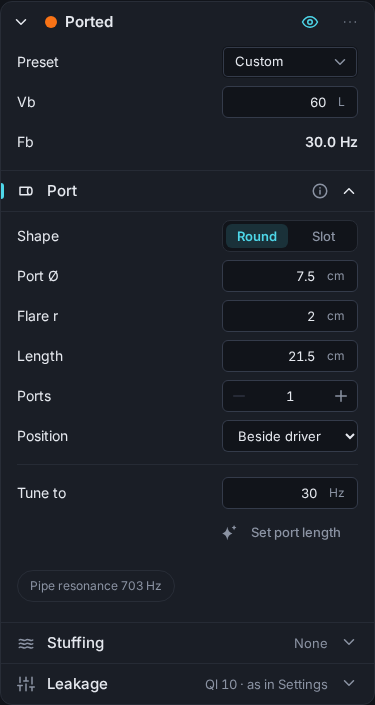 Ported
Preset Custom
Vb 60 L
Fb 30.0 Hz
Port
Shape Round Slot
Port Ø 7.5 cm
Flare r 2 cm
Length 21.5 cm
Ports 1
Position Beside driver
Tune to 30 Hz
Set port length
Pipe resonance 703 Hz
Stuffing None
Leakage Ql 10 · as in Settings